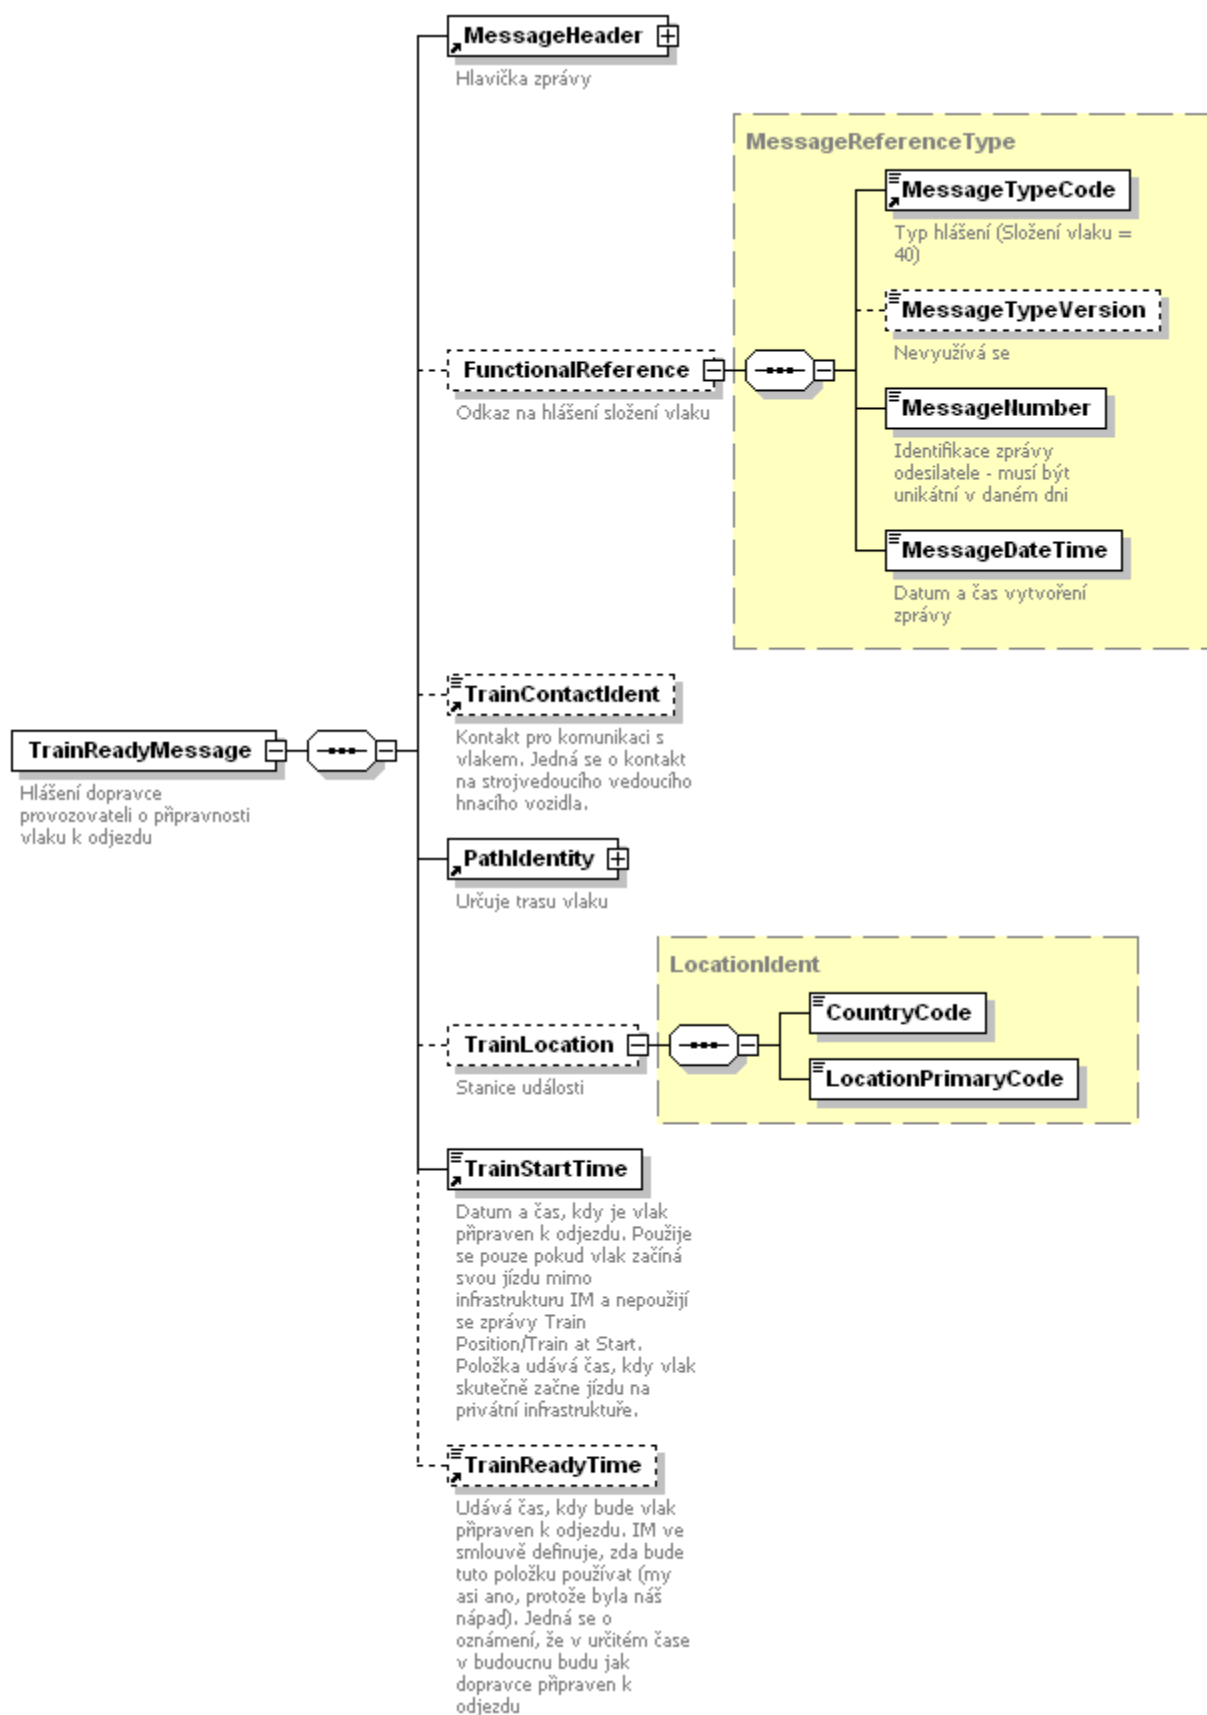 MessageHeader
Hlavička zprávy
MessageReferenceType
MessageTypeCode
Typ hlášení (Složení vlaku =
40)
MessageTypeVersion
Nevyužívá se
FunctionalReference
Odkaz na hlášení složení vlaku
MessageNumber
Identifikace zprávy
odesilatele - musí být
unikátní v daném dni
MessageDateTime
Datum a čas vytvoření
zprávy
TrainContactIdent
Kontakt pro komunikaci s
vlakem. Jedná se o kontakt
na strojvedoucího vedoucího
hnacího vozidla.
TrainReadyMessage
Hlášení dopravce
provozovateli o připravnosti
vlaku k odjezdu
PathIdentity
Určuje trasu vlaku
LocationIdent
CountryCode
TrainLocation
Stanice události
LocationPrimaryCode
TrainStartTime
Datum a čas, kdy je vlak
připraven k odjezdu. Použije
se pouze pokud vlak začíná
svou jízdu mimo
infrastrukturu IM a nepoužijí
se zprávy Train
Position/Train at Start.
Položka udává čas, kdy vlak
skutečně začne jízdu na
privátní infrastruktuře.
TrainReadyTime
Udává čas, kdy bude vlak
připraven k odjezdu. IM ve
smlouvě definuje, zda bude
tuto položku používat (my
asi ano, protože byla náš
nápad). Jedná se o
oznámení, že v určitém čase
v budoucnu budu jak
dopravce připraven k
odjezdu